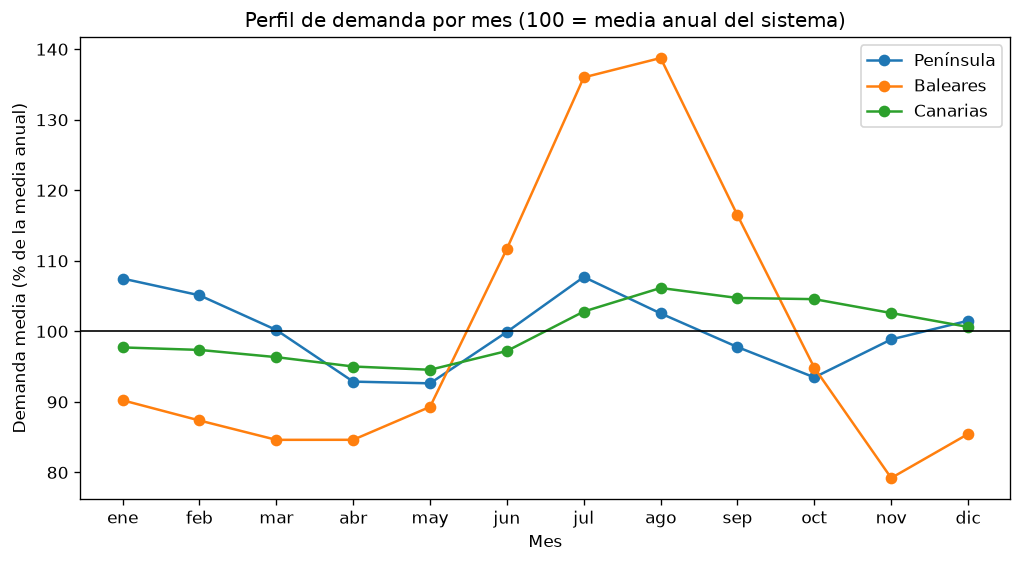 Perfil de demanda por mes (100 = media anual del sistema)
Demanda media (% de la media anual)
140
130
120
110
100
90
80
Península
Baleares
Canarias
ene feb mar abr may jun jul ago sep oct nov dic
Mes